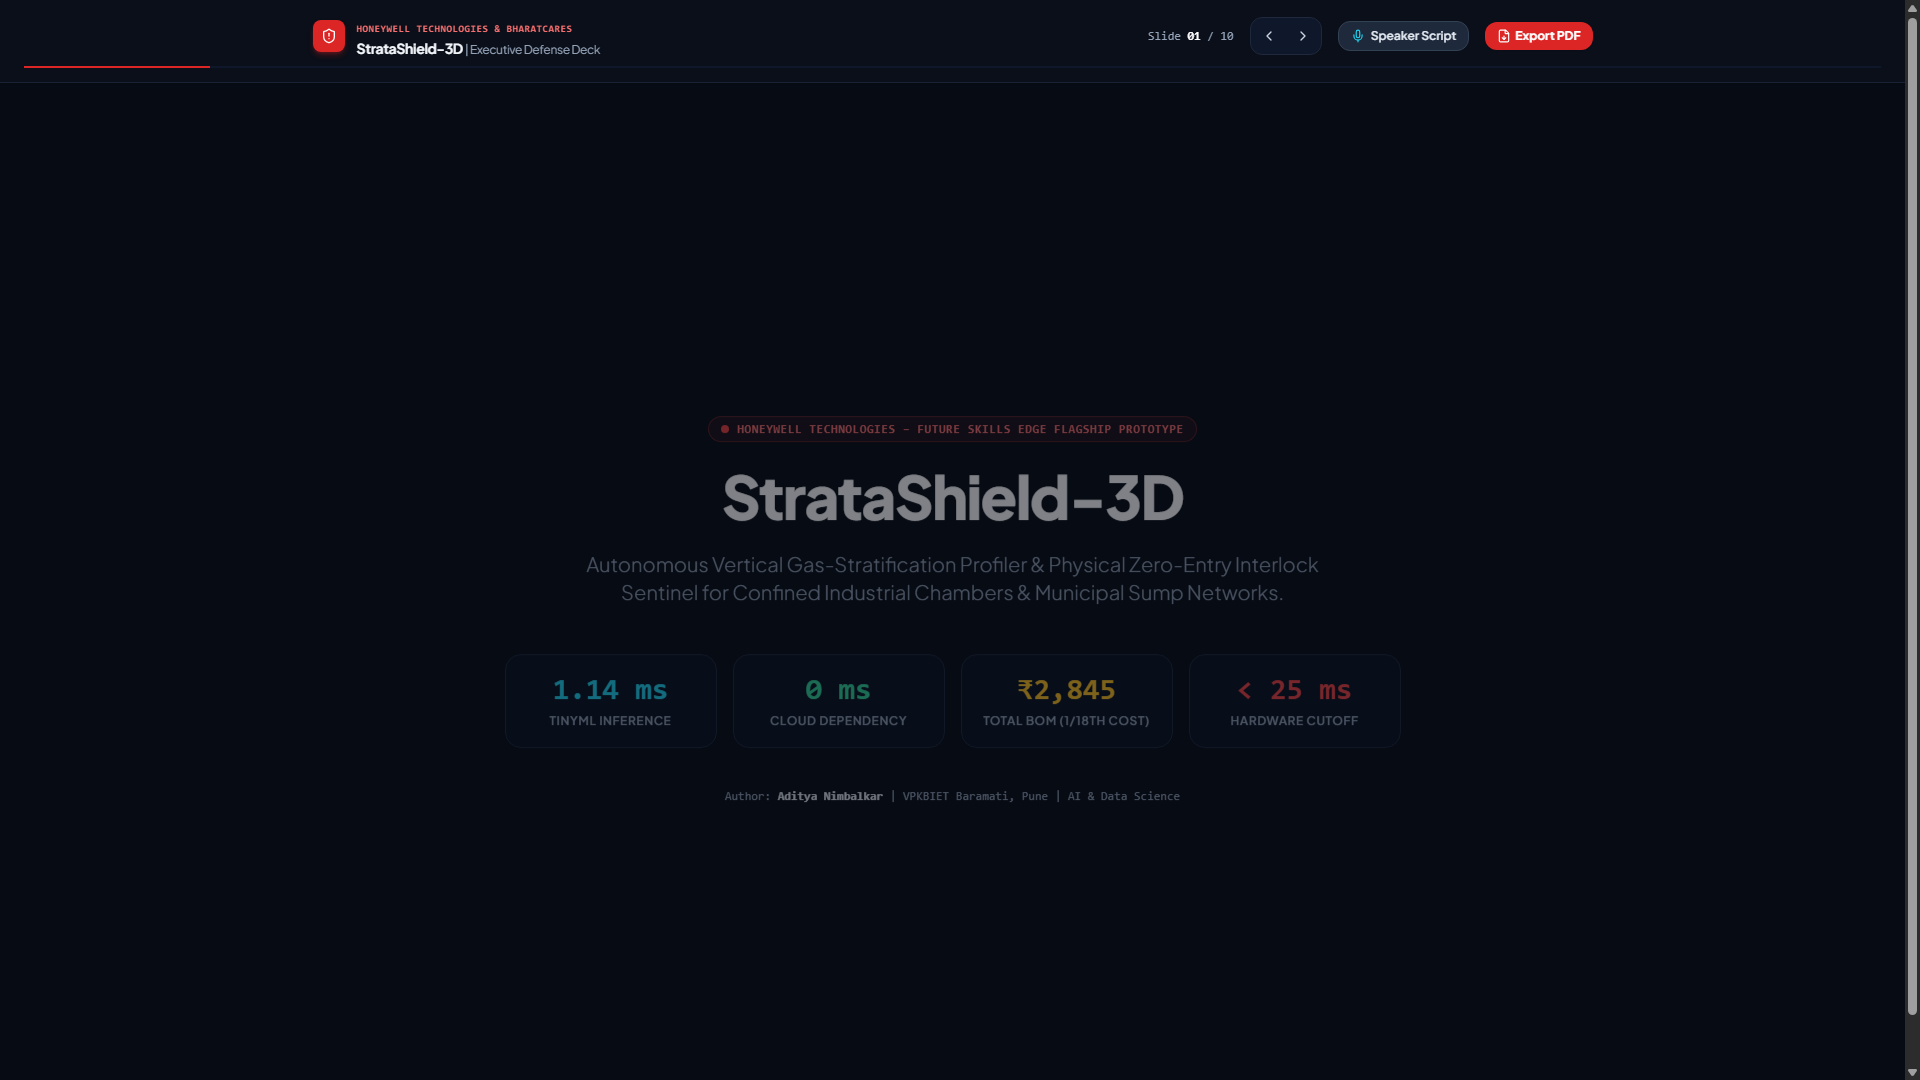 HONEYWELL TECHNOLOGIES & BHARATCARES
StrataShield-3D | Executive Defense Deck
Slide 01 / 10
Speaker Script
Export PDF
HONEYWELL TECHNOLOGIES – FUTURE SKILLS EDGE FLAGSHIP PROTOTYPE
StrataShield-3D
Autonomous Vertical Gas-Stratification Profiler & Physical Zero-Entry Interlock
Sentinel for Confined Industrial Chambers & Municipal Sump Networks.
1.14 ms
TINYML INFERENCE
0 ms
CLOUD DEPENDENCY
₹2,845
TOTAL BOM (1/18TH COST)
< 25 ms
HARDWARE CUTOFF
Author: Aditya Nimbalkar | VPKBIET Baramati, Pune | AI & Data Science